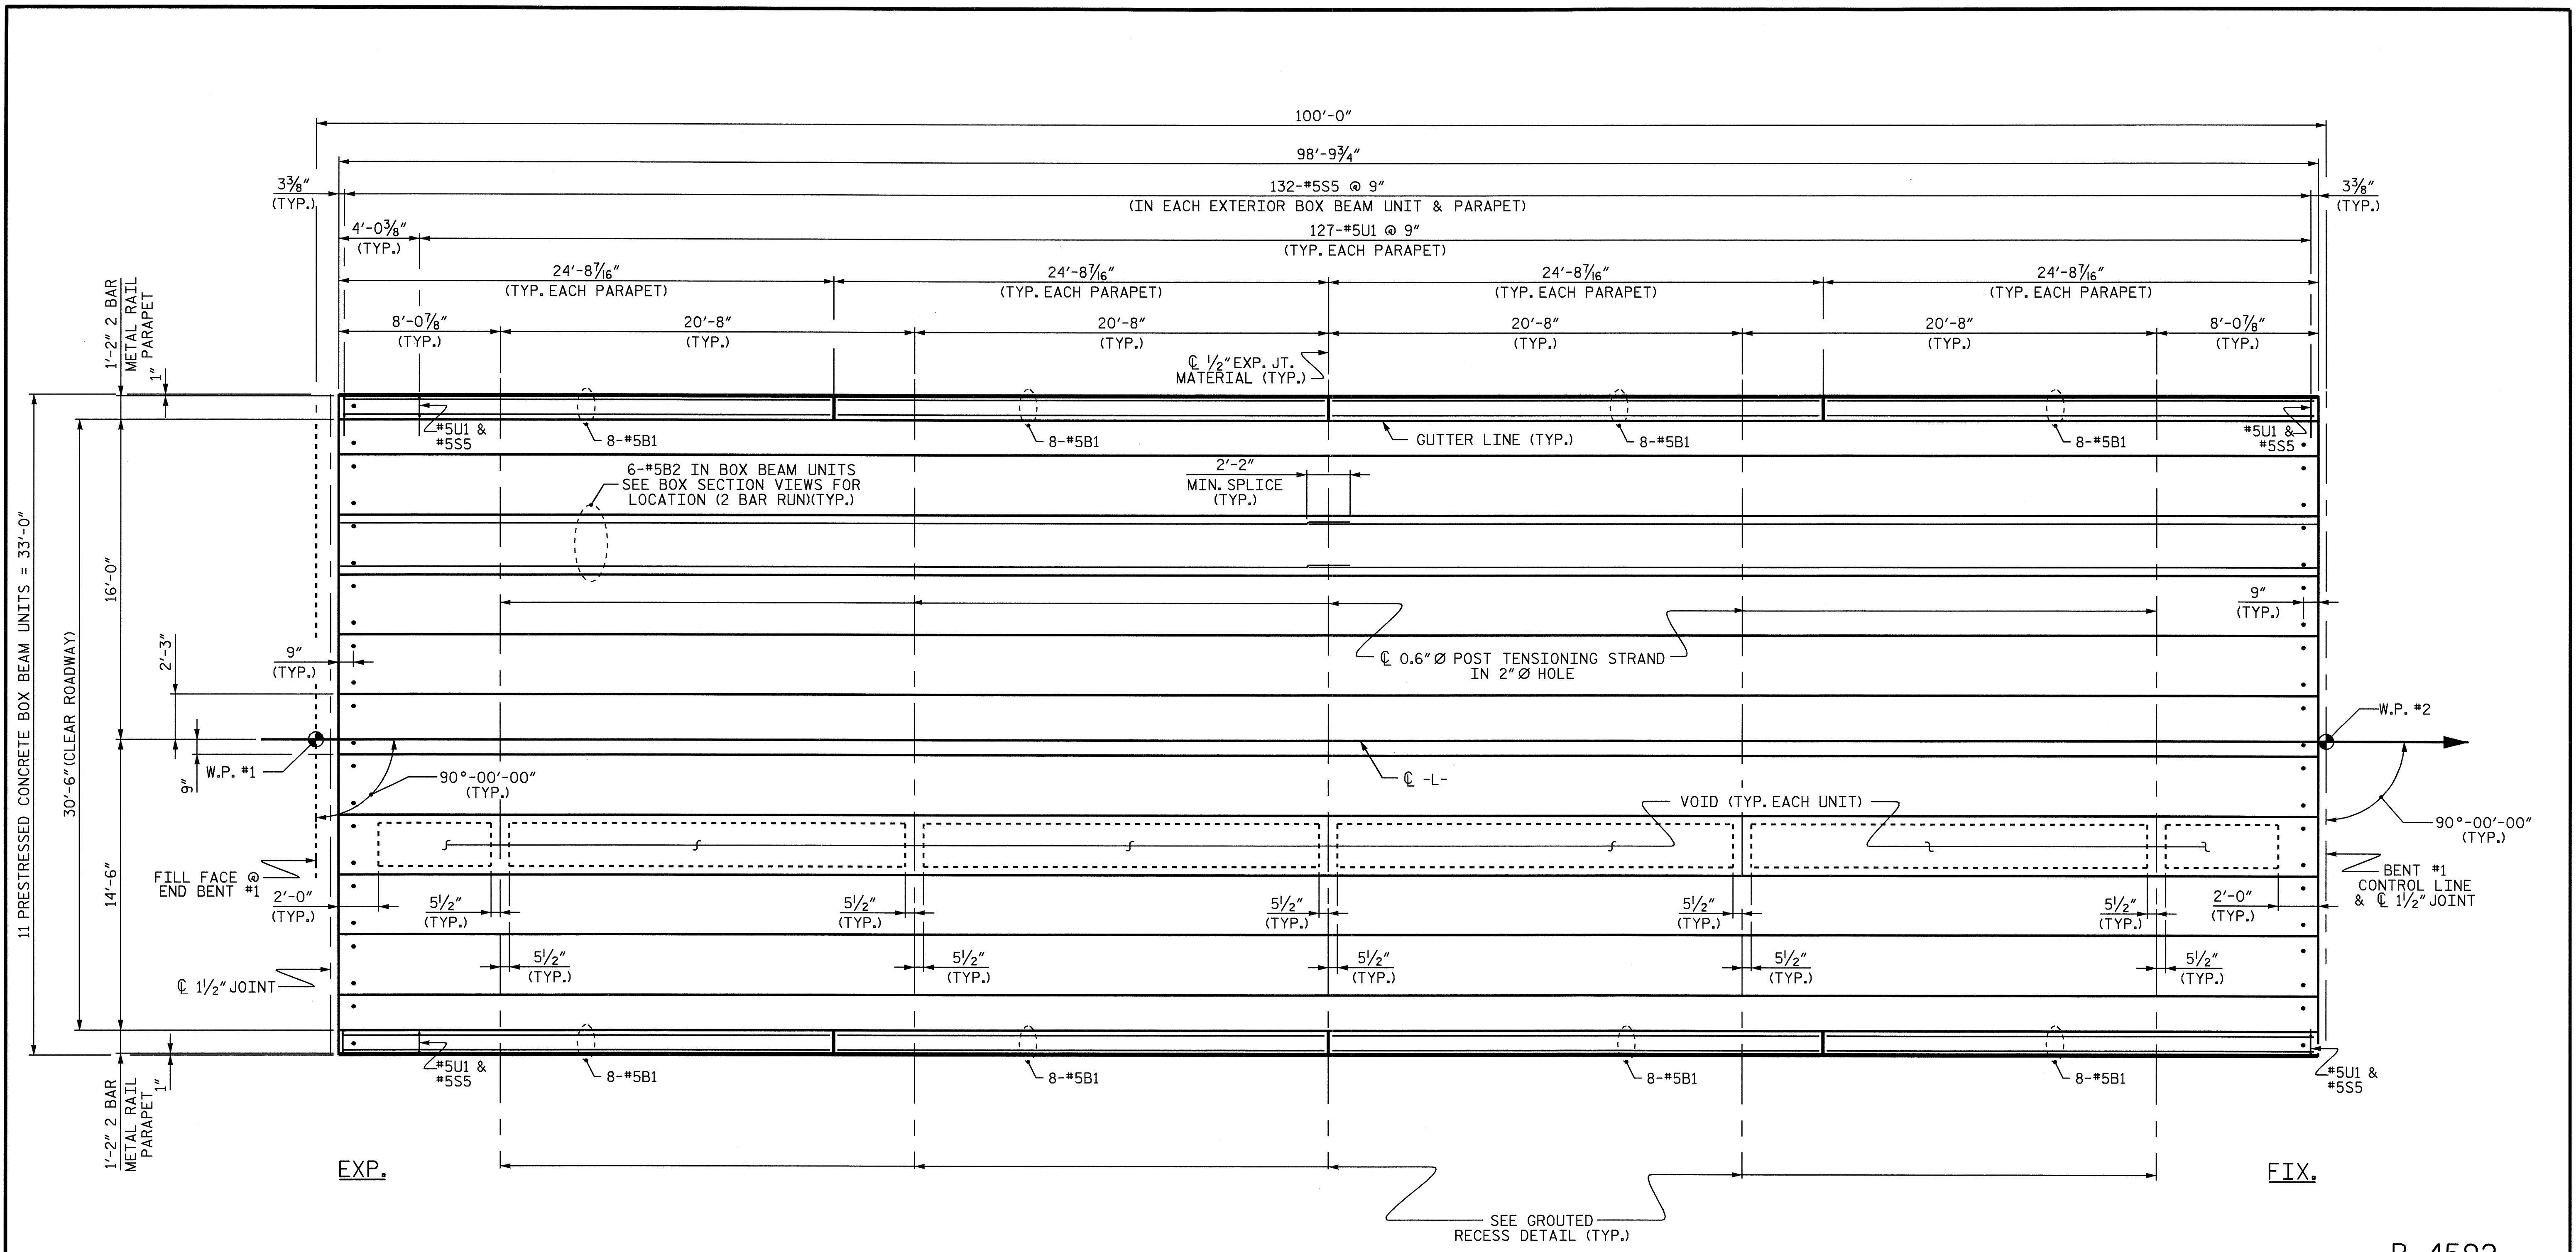 100'-0"
98'-9¾"
3⅜"
(TYP.)
132-#5S5 @ 9"
(IN EACH EXTERIOR BOX BEAM UNIT & PARAPET)
3⅜"
(TYP.)
4'-0⅜"
(TYP.)
127-#5U1 @ 9"
(TYP. EACH PARAPET)
24'-8⁷⁄₁₆"
(TYP. EACH PARAPET)
24'-8⁷⁄₁₆"
(TYP. EACH PARAPET)
24'-8⁷⁄₁₆"
(TYP. EACH PARAPET)
24'-8⁷⁄₁₆"
(TYP. EACH PARAPET)
8'-0⅞"
(TYP.)
20'-8"
(TYP.)
20'-8"
(TYP.)
20'-8"
(TYP.)
20'-8"
(TYP.)
8'-0⅞"
(TYP.)
1'-2" 2 BAR
METAL RAIL
PARAPET
1"
℄ ½" EXP. JT.
MATERIAL (TYP.)
#5U1 &
#5S5
8-#5B1
8-#5B1
GUTTER LINE (TYP.)
8-#5B1
8-#5B1
#5U1 &
#5S5
6-#5B2 IN BOX BEAM UNITS
SEE BOX SECTION VIEWS FOR
LOCATION (2 BAR RUN)(TYP.)
2'-2"
MIN. SPLICE
(TYP.)
11 PRESTRESSED CONCRETE BOX BEAM UNITS = 33'-0"
30'-6" (CLEAR ROADWAY)
16'-0"
2'-3"
9"
(TYP.)
9"
(TYP.)
℄ 0.6" Ø POST TENSIONING STRAND
IN 2" Ø HOLE
W.P. #1
9"
90°-00'-00"
(TYP.)
℄ -L-
W.P. #2
VOID (TYP. EACH UNIT)
90°-00'-00"
(TYP.)
14'-6"
FILL FACE @
END BENT #1
2'-0"
(TYP.)
5½"
(TYP.)
5½"
(TYP.)
5½"
(TYP.)
5½"
(TYP.)
5½"
(TYP.)
2'-0"
(TYP.)
BENT #1
CONTROL LINE
& ℄ 1½" JOINT
5½"
(TYP.)
5½"
(TYP.)
5½"
(TYP.)
5½"
(TYP.)
5½"
(TYP.)
℄ 1½" JOINT
#5U1 &
#5S5
8-#5B1
8-#5B1
8-#5B1
8-#5B1
#5U1 &
#5S5
1'-2" 2 BAR
METAL RAIL
PARAPET
1"
EXP.
FIX.
SEE GROUTED
RECESS DETAIL (TYP.)